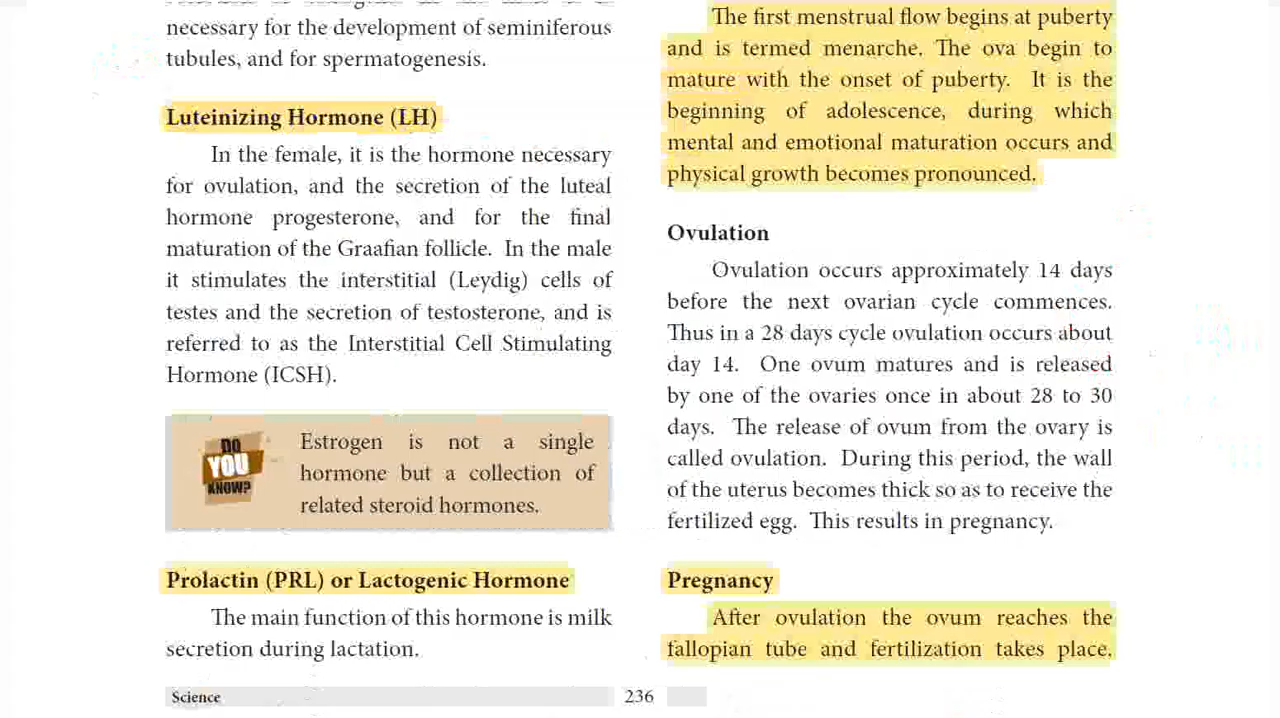 necessary for the development of seminiferous
tubules, and for spermatogenesis.
Luteinizing Hormone (LH)
In the female, it is the hormone necessary
for ovulation, and the secretion of the luteal
hormone progesterone, and for the final
maturation of the Graafian follicle. In the male
it stimulates the interstitial (Leydig) cells of
testes and the secretion of testosterone, and is
referred to as the Interstitial Cell Stimulating
Hormone (ICSH).
DO
YOU
KNOW?
Estrogen is not a single
hormone but a collection of
related steroid hormones.
Prolactin (PRL) or Lactogenic Hormone
The main function of this hormone is milk
secretion during lactation.
The first menstrual flow begins at puberty
and is termed menarche. The ova begin to
mature with the onset of puberty. It is the
beginning of adolescence, during which
mental and emotional maturation occurs and
physical growth becomes pronounced.
Ovulation
Ovulation occurs approximately 14 days
before the next ovarian cycle commences.
Thus in a 28 days cycle ovulation occurs about
day 14. One ovum matures and is released
by one of the ovaries once in about 28 to 30
days. The release of ovum from the ovary is
called ovulation. During this period, the wall
of the uterus becomes thick so as to receive the
fertilized egg. This results in pregnancy.
Pregnancy
After ovulation the ovum reaches the
fallopian tube and fertilization takes place.
Science 236